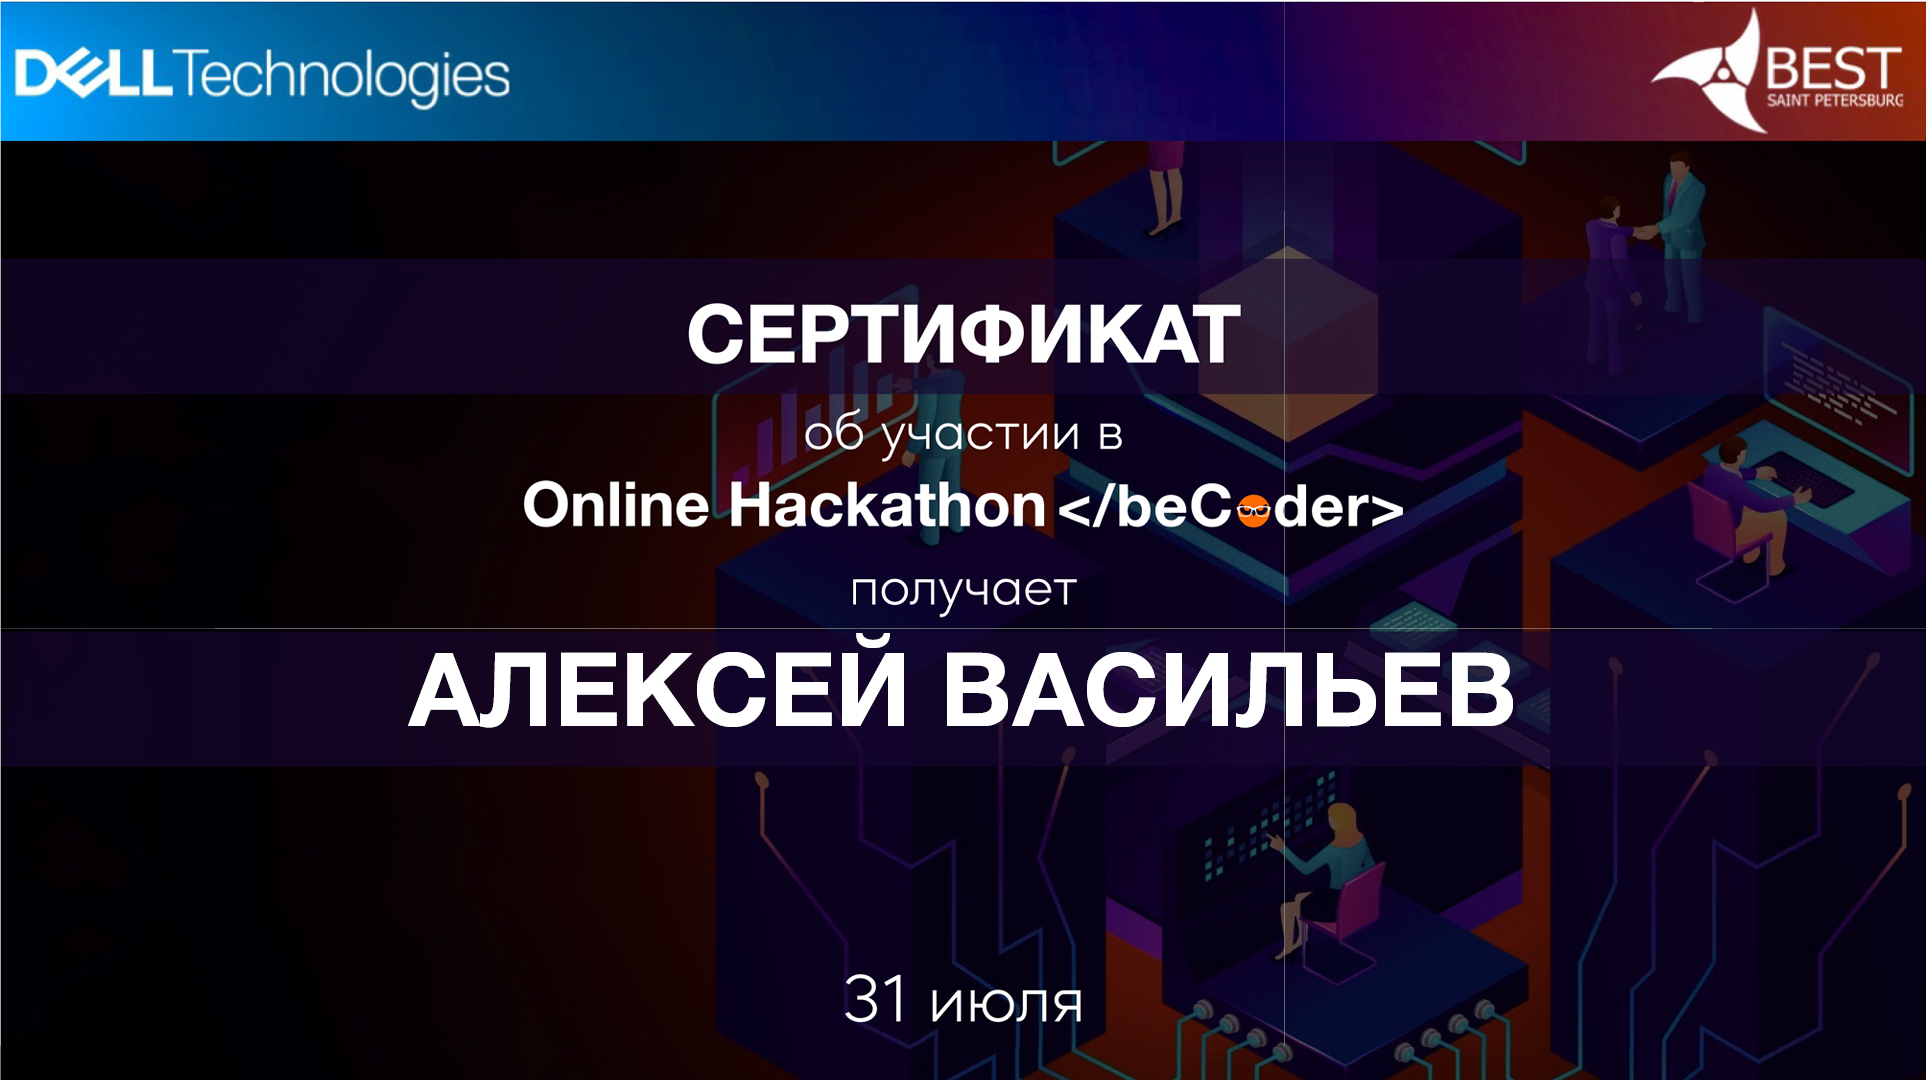 DELL Technologies
BEST
SAINT PETERSBURG
СЕРТИФИКАТ
об участии в
Online Hackathon </beCoder>
получает
АЛЕКСЕЙ ВАСИЛЬЕВ
31 июля